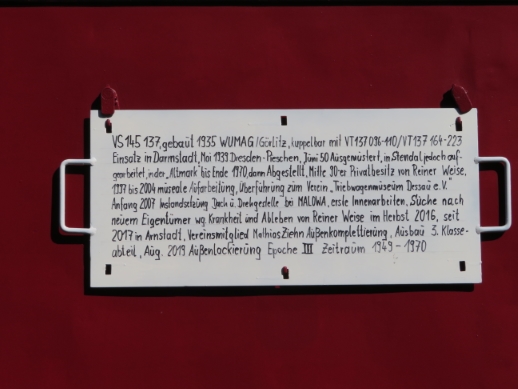 VS 145 137, gebaut 1935 WUMAG/Görlitz, kuppelbar mit VT 137 096-110/VT 137 164-223
Einsatz in Darmstadt, Mai 1939 Dresden-Pieschen, Juni 50 Ausgemustert, in Stendal jedoch auf-
gearbeitet, in der „Altmark" bis Ende 1970, dann Abgestellt, Mitte 90'er Privatbesitz von Reiner Weise,
1997 bis 2004 museale Aufarbeitung, Überführung zum Verein „Triebwagenmuseum Dessau e.V."
Anfang 2007 Instandsetzung Dach u. Drehgestelle bei MALOWA, erste Innenarbeiten, Suche nach
neuem Eigentümer wg. Krankheit und Ableben von Reiner Weise im Herbst 2016, seit
2017 in Arnstadt, Vereinsmitglied Mathias Ziehn Außenkomplettierung, Ausbau 3. Klasse-
abteil, Aug. 2019 Außenlackierung Epoche III Zeitraum 1949 - 1970